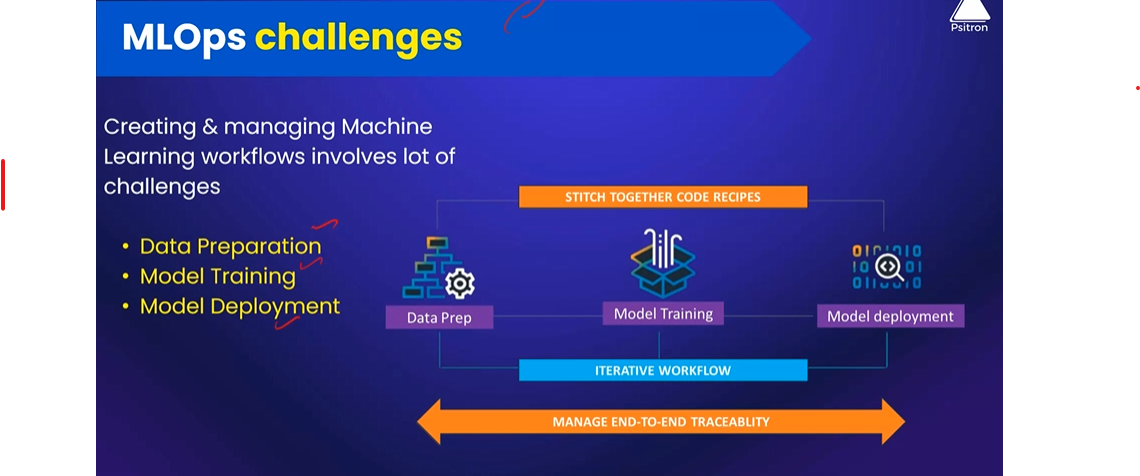 MLOps challenges
Psitron
Creating & managing Machine
Learning workflows involves lot of
challenges
• Data Preparation
• Model Training
• Model Deployment
STITCH TOGETHER CODE RECIPES
Data Prep
Model Training
Model deployment
ITERATIVE WORKFLOW
MANAGE END-TO-END TRACEABLITY